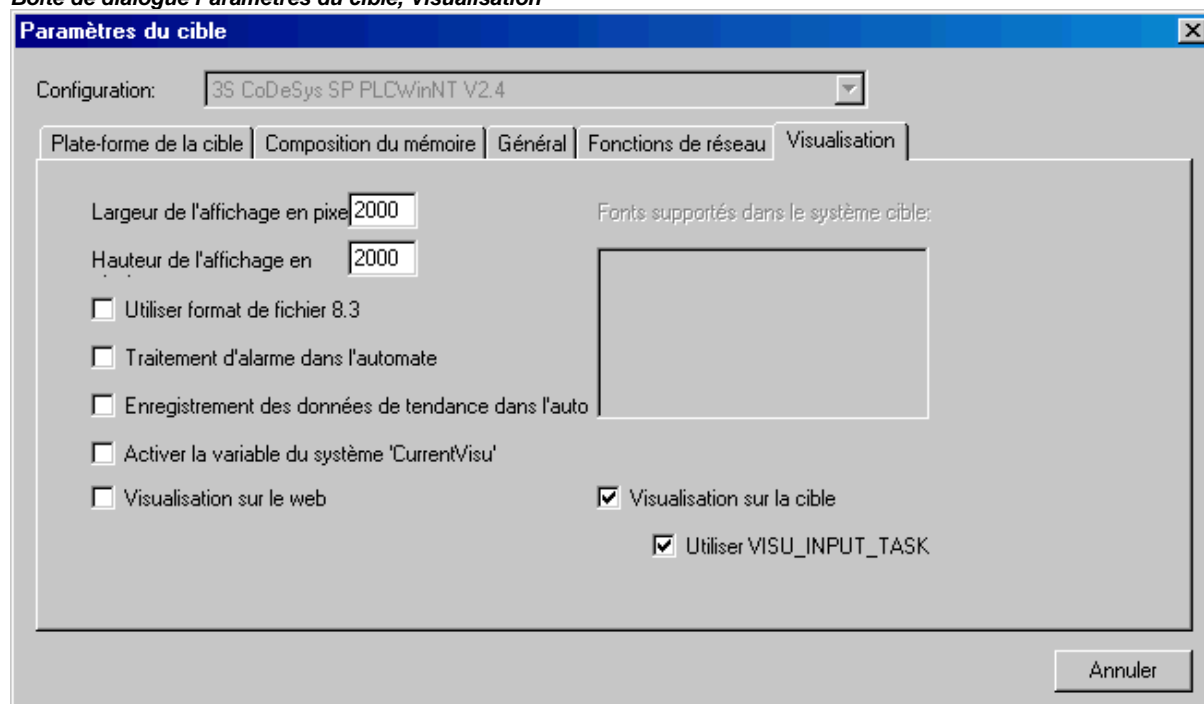 Boîte de dialogue Paramètres du cible, Visualisation
Paramètres du cible
Configuration: 3S CoDeSys SP PLCWinNT V2.4
Plate-forme de la cible Composition du mémoire Général Fonctions de réseau Visualisation
Largeur de l'affichage en pixe 2000 Fonts supportés dans le système cible:
Hauteur de l'affichage en 2000
Utiliser format de fichier 8.3
Traitement d'alarme dans l'automate
Enregistrement des données de tendance dans l'auto
Activer la variable du système 'CurrentVisu'
Visualisation sur le web Visualisation sur la cible
Utiliser VISU_INPUT_TASK
Annuler